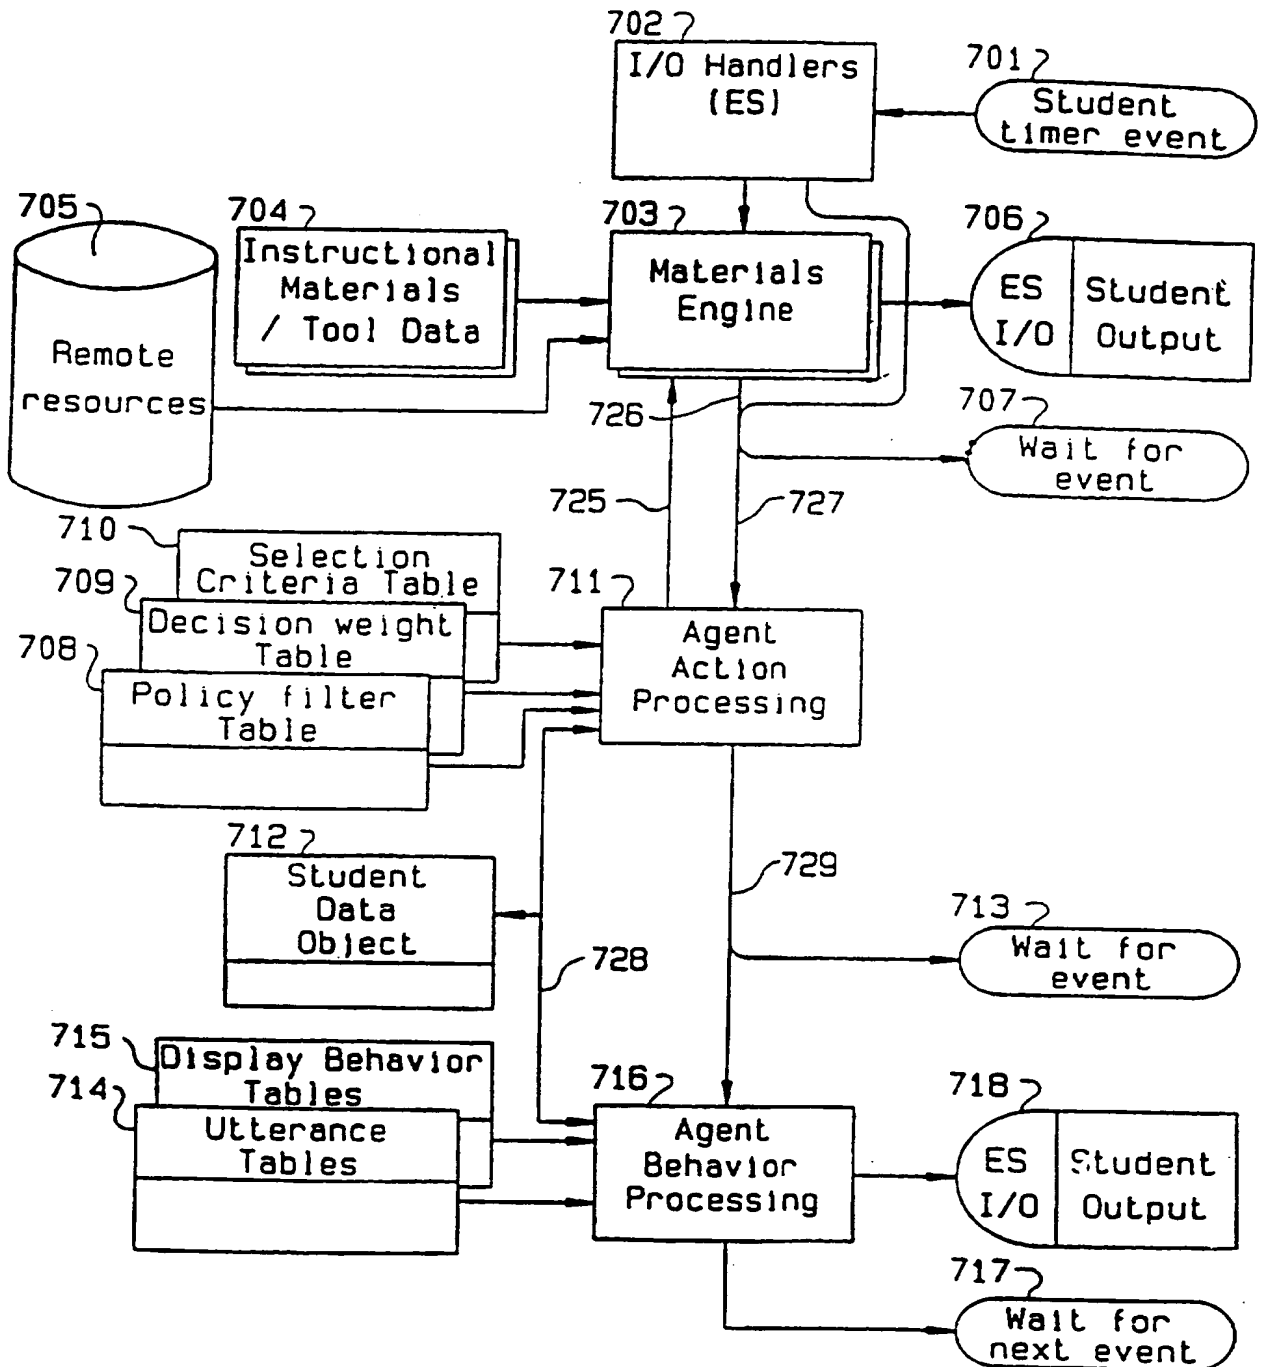 702
I/O Handlers
(ES)
701
Student
timer event
705
Remote
resources
704
Instructional
Materials
/ Tool Data
703
Materials
Engine
706
ES
I/O
Student
Output
726
707
Wait for
event
725
727
710
Selection
Criteria Table
709
Decision weight
Table
708
Policy filter
Table
711
Agent
Action
Processing
712
Student
Data
Object
729
728
713
Wait for
event
715
Display Behavior
Tables
714
Utterance
Tables
716
Agent
Behavior
Processing
718
ES
I/O
Student
Output
717
Wait for
next event